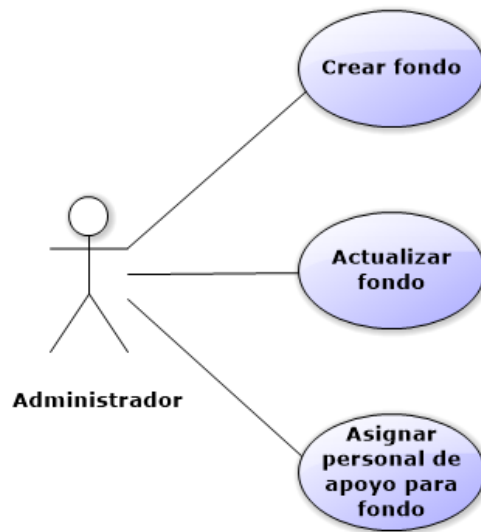 Crear fondo
Actualizar
fondo
Administrador
Asignar
personal de
apoyo para
fondo